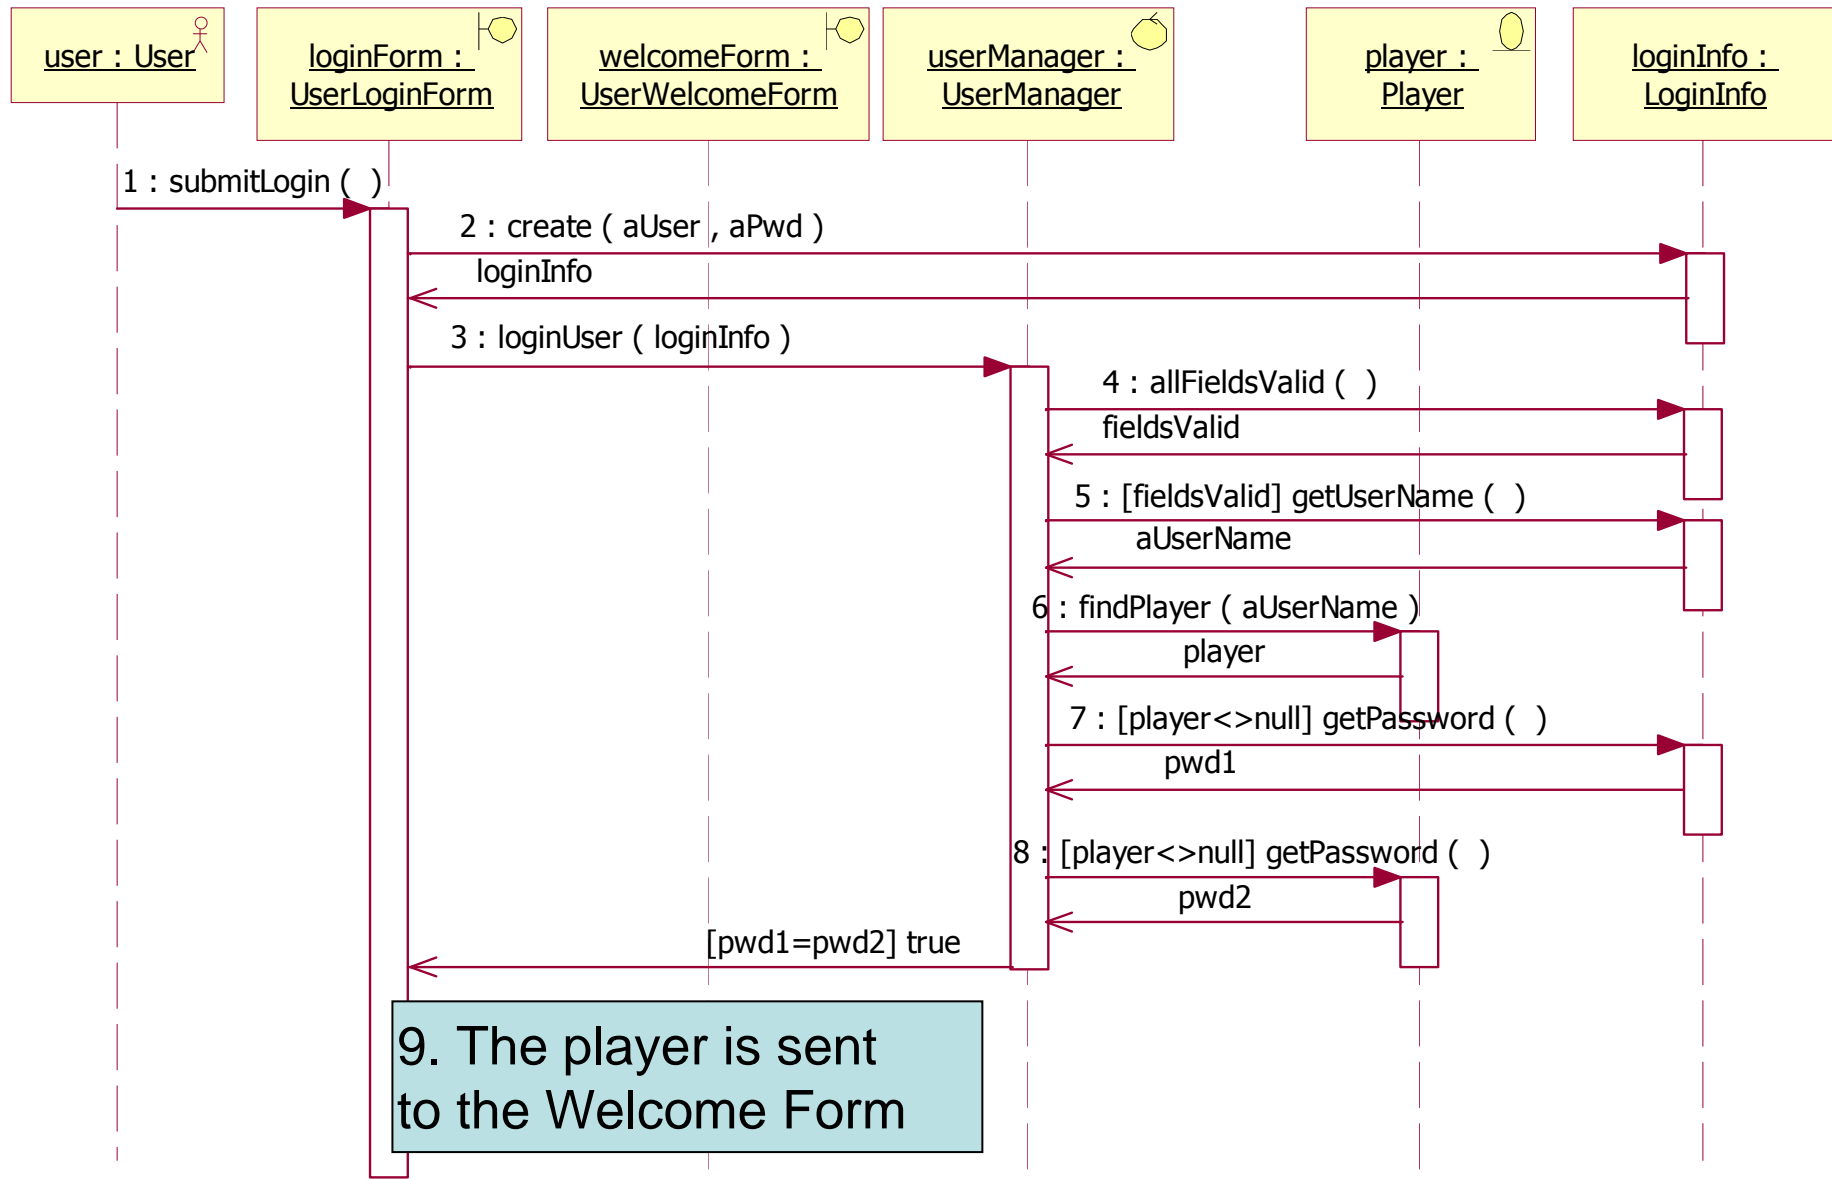 user : User
loginForm :
UserLoginForm
welcomeForm :
UserWelcomeForm
userManager :
UserManager
player :
Player
loginInfo :
LoginInfo
1 : submitLogin (  )
2 : create ( aUser , aPwd )
loginInfo
3 : loginUser ( loginInfo )
4 : allFieldsValid (  )
fieldsValid
5 : [fieldsValid] getUserName (  )
aUserName
6 : findPlayer ( aUserName )
player
7 : [player<>null] getPassword (  )
pwd1
8 : [player<>null] getPassword (  )
pwd2
[pwd1=pwd2] true
9. The player is sent
to the Welcome Form